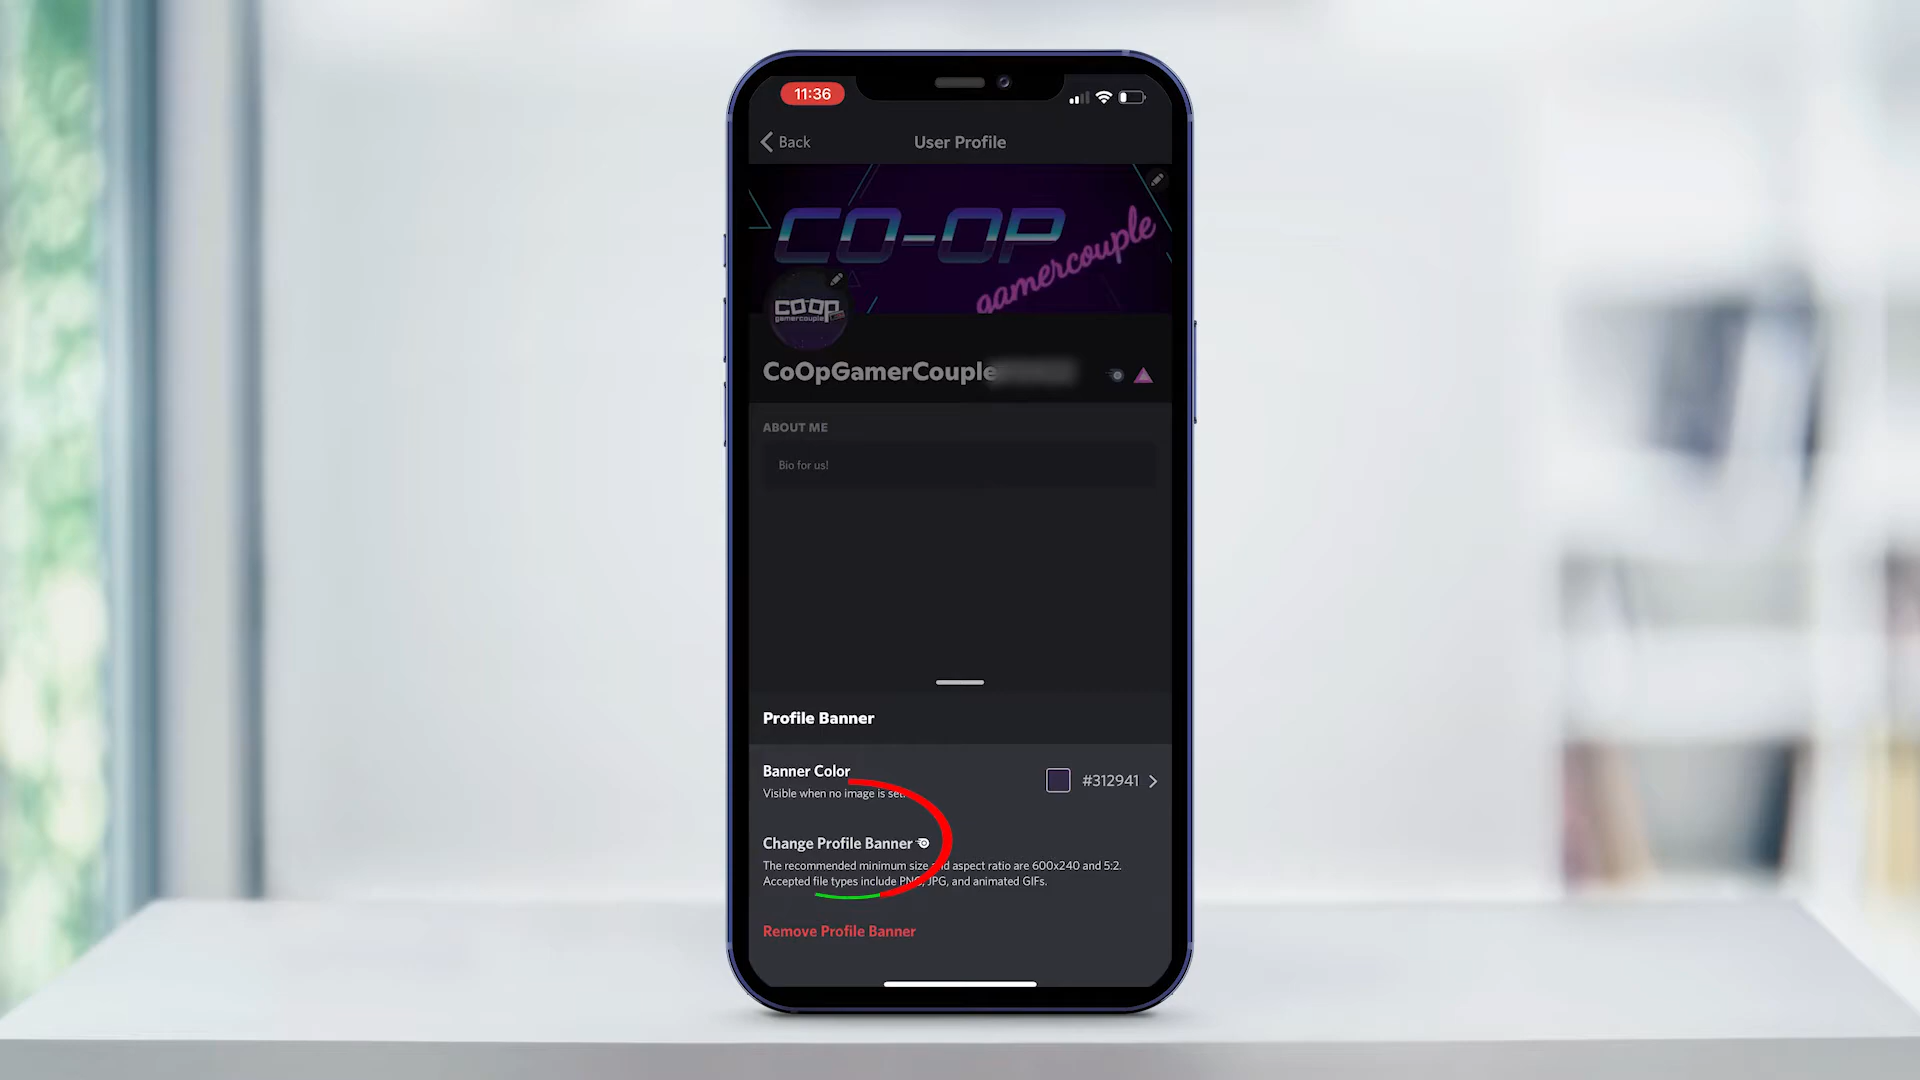 11:36
Back
User Profile
CO-OP
gamercouple
CO-OP
gamercouple
CoOpGamerCouple
ABOUT ME
Bio for us!
Profile Banner
Banner Color
Visible when no image is set.
#312941
Change Profile Banner
The recommended minimum size and aspect ratio are 600x240 and 5:2.
Accepted file types include PNG, JPG, and animated GIFs.
Remove Profile Banner